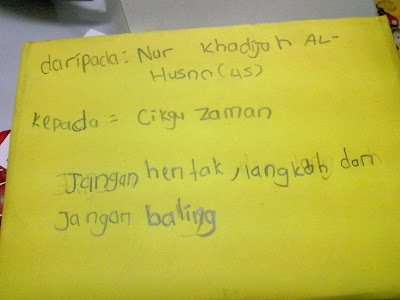 daripada: Nur Khadijah AL-
Husna (4S)
kepada = Cikgu Zaman
Jangan hentak, langkah dan
Jangan baling